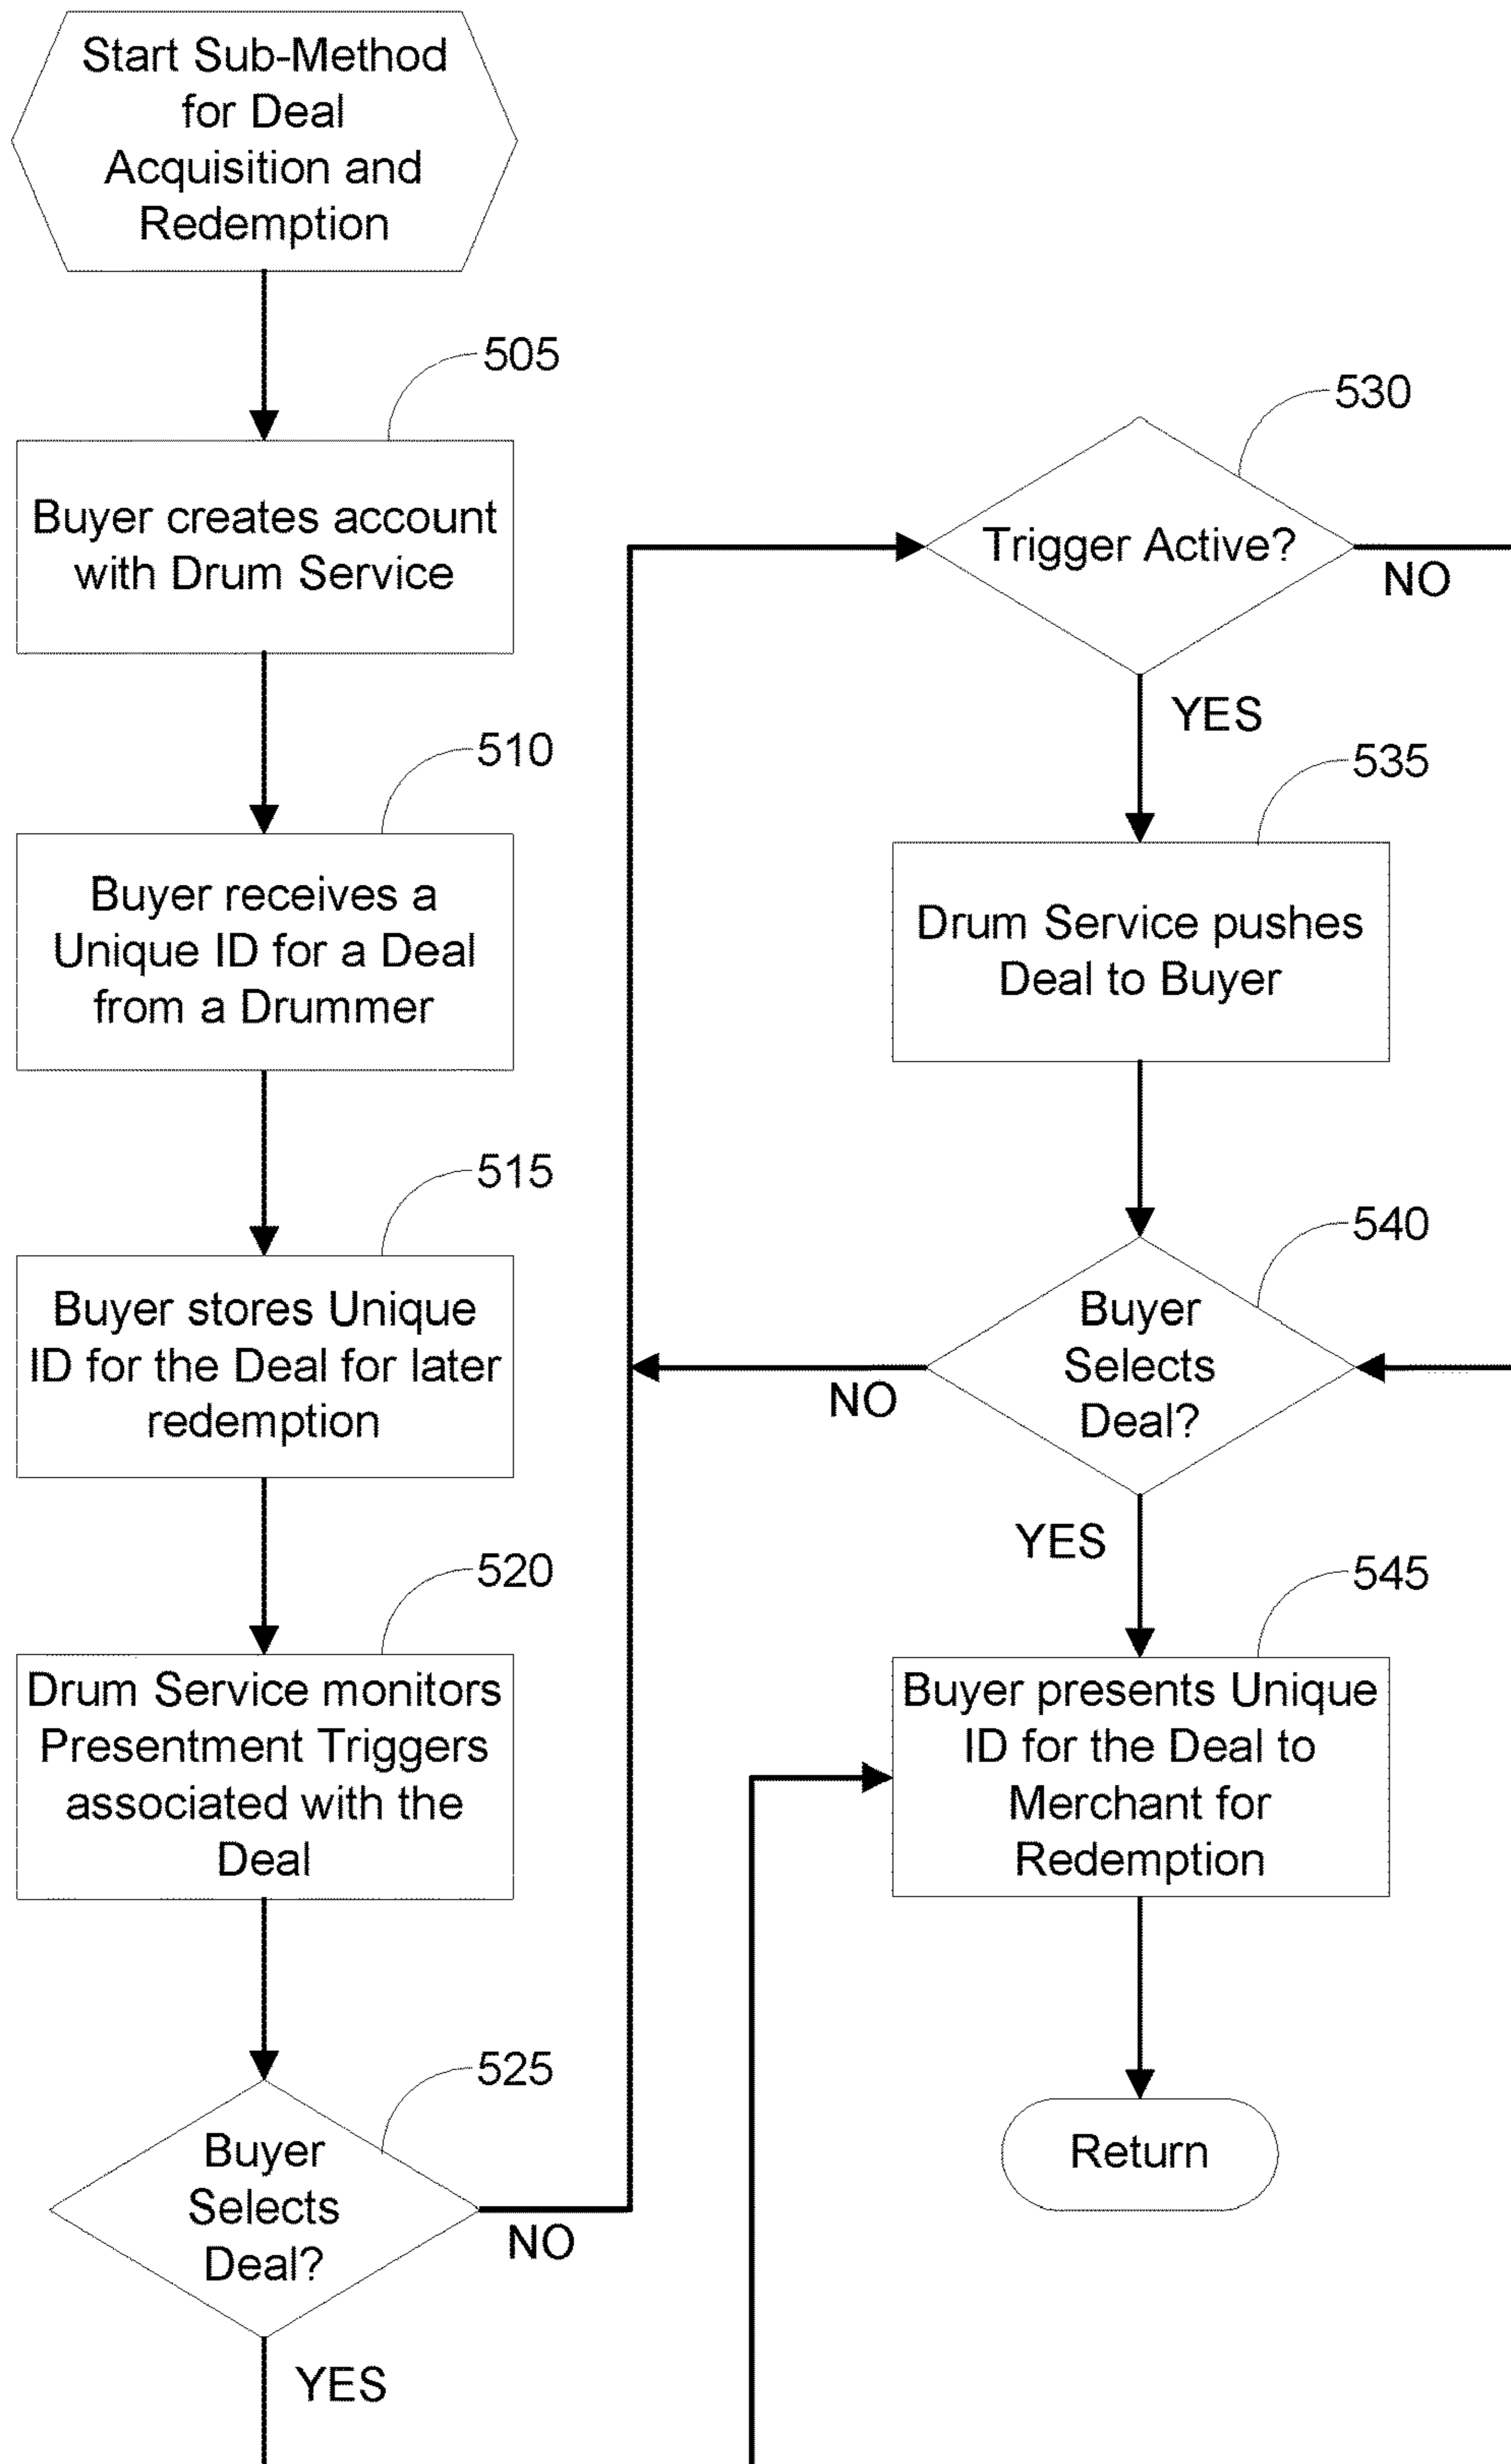 Start Sub-Method
for Deal
Acquisition and
Redemption
505
Buyer creates account
with Drum Service
510
Buyer receives a
Unique ID for a Deal
from a Drummer
515
Buyer stores Unique
ID for the Deal for later
redemption
520
Drum Service monitors
Presentment Triggers
associated with the
Deal
525
Buyer
Selects
Deal?
NO
YES
530
Trigger Active?
NO
YES
535
Drum Service pushes
Deal to Buyer
540
Buyer
Selects
Deal?
NO
YES
545
Buyer presents Unique
ID for the Deal to
Merchant for
Redemption
Return